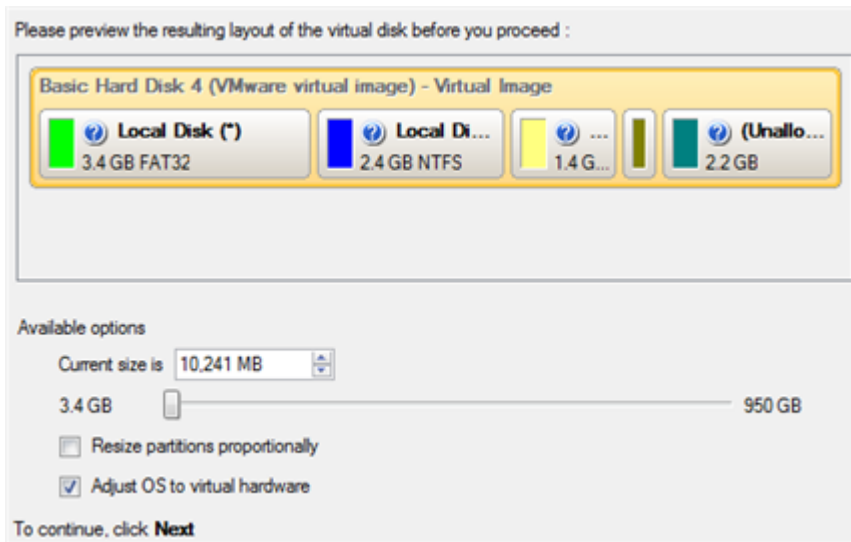 Please preview the resulting layout of the virtual disk before you proceed :
Basic Hard Disk 4 (VMware virtual image) - Virtual Image
Local Disk (*)
3.4 GB FAT32
Local Di...
2.4 GB NTFS
...
1.4 G...
(Unallo...
2.2 GB
Available options
Current size is 10,241 MB
3.4 GB 950 GB
Resize partitions proportionally
Adjust OS to virtual hardware
To continue, click Next